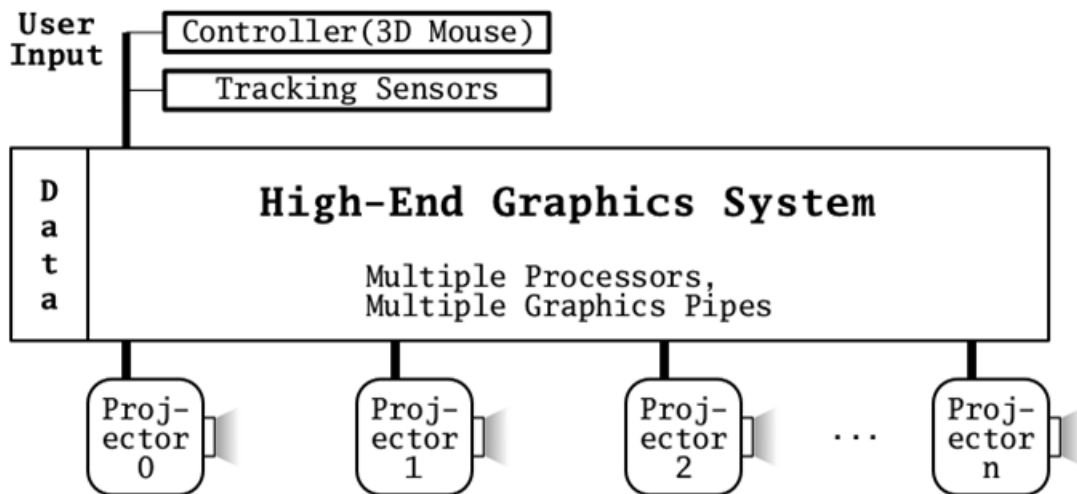 User
Input
Controller(3D Mouse)
Tracking Sensors
Data
High-End Graphics System
Multiple Processors,
Multiple Graphics Pipes
Proj-
ector
0
Proj-
ector
1
Proj-
ector
2
...
Proj-
ector
n